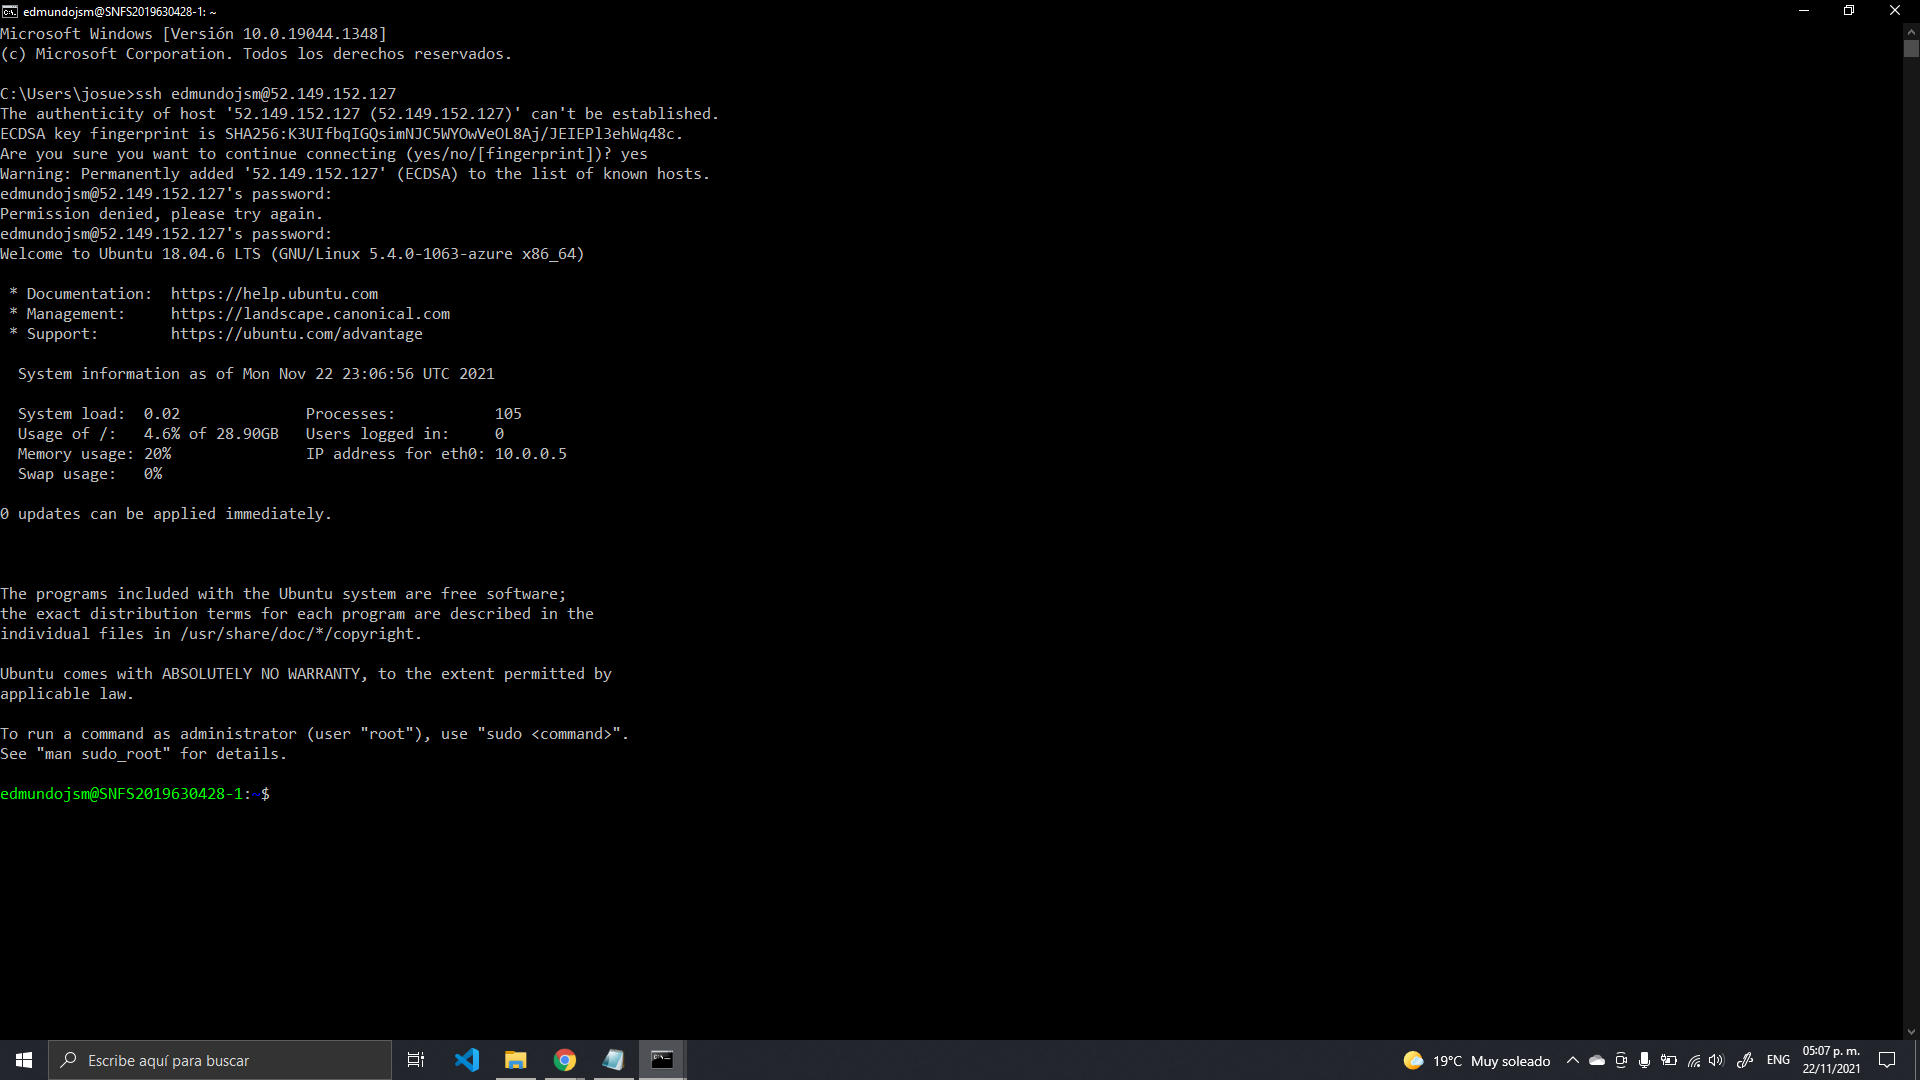 edmundojsm@SNFS2019630428-1: ~
Microsoft Windows [Versión 10.0.19044.1348]
(c) Microsoft Corporation. Todos los derechos reservados.
C:\Users\josue>ssh edmundojsm@52.149.152.127
The authenticity of host '52.149.152.127 (52.149.152.127)' can't be established.
ECDSA key fingerprint is SHA256:K3UIfbqIGQsimNJC5WYOwVeOL8Aj/JEIEPl3ehWq48c.
Are you sure you want to continue connecting (yes/no/[fingerprint])? yes
Warning: Permanently added '52.149.152.127' (ECDSA) to the list of known hosts.
edmundojsm@52.149.152.127's password:
Permission denied, please try again.
edmundojsm@52.149.152.127's password:
Welcome to Ubuntu 18.04.6 LTS (GNU/Linux 5.4.0-1063-azure x86_64)
* Documentation:  https://help.ubuntu.com
* Management:     https://landscape.canonical.com
* Support:        https://ubuntu.com/advantage
System information as of Mon Nov 22 23:06:56 UTC 2021
System load:  0.02              Processes:           105
Usage of /:   4.6% of 28.90GB   Users logged in:     0
Memory usage: 20%               IP address for eth0: 10.0.0.5
Swap usage:   0%
0 updates can be applied immediately.
The programs included with the Ubuntu system are free software;
the exact distribution terms for each program are described in the
individual files in /usr/share/doc/*/copyright.
Ubuntu comes with ABSOLUTELY NO WARRANTY, to the extent permitted by
applicable law.
To run a command as administrator (user "root"), use "sudo <command>".
See "man sudo_root" for details.
edmundojsm@SNFS2019630428-1:~$
Escribe aquí para buscar
19°C Muy soleado
ENG
05:07 p. m.
22/11/2021